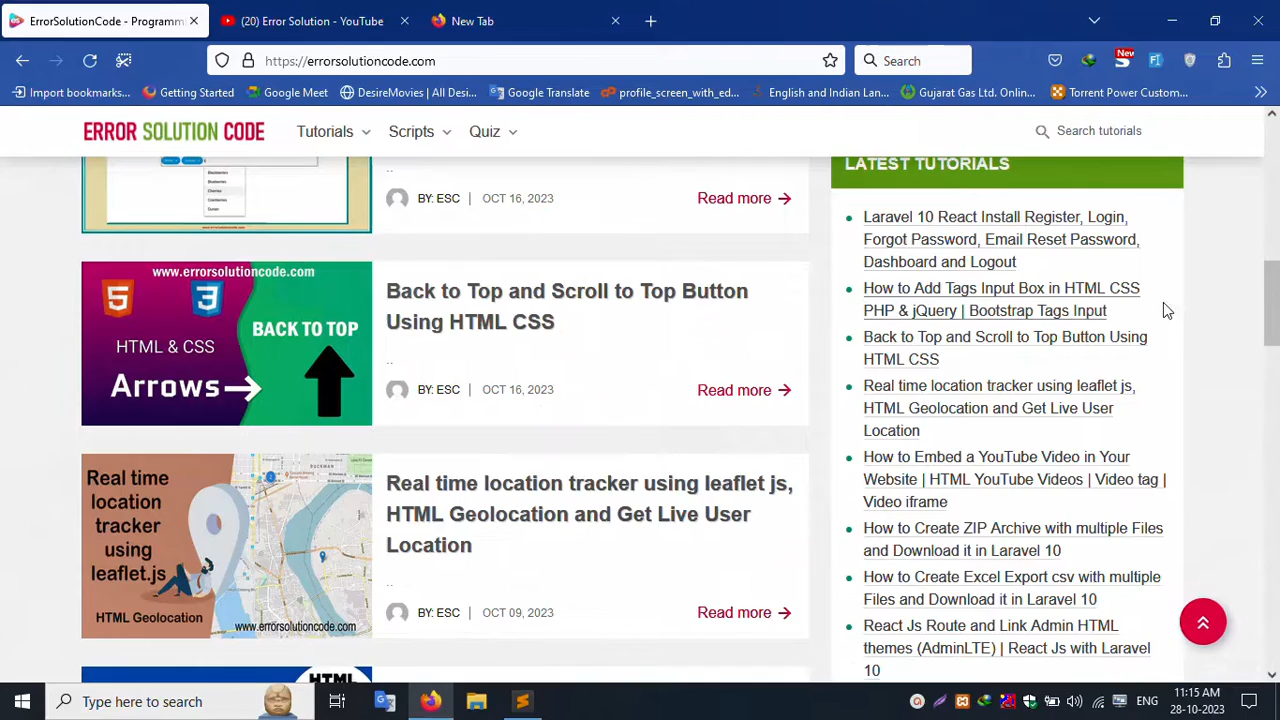 ErrorSolutionCode - Programm
(20) Error Solution - YouTube
New Tab
https://errorsolutioncode.com
Search
New
Import bookmarks...
Getting Started
Google Meet
DesireMovies | All Desi...
Google Translate
profile_screen_with_ed...
English and Indian Lan...
Gujarat Gas Ltd. Onlin...
Torrent Power Custom...
ERROR SOLUTION CODE
Tutorials
Scripts
Quiz
Search tutorials
..
BY: ESC | OCT 16, 2023
Read more
www.errorsolutioncode.com
5
3
BACK TO TOP
HTML & CSS
Arrows
Back to Top and Scroll to Top Button
Using HTML CSS
..
BY: ESC | OCT 16, 2023
Read more
Real time
location
tracker
using
leaflet.js
HTML Geolocation
www.errorsolutioncode.com
Real time location tracker using leaflet js,
HTML Geolocation and Get Live User
Location
..
BY: ESC | OCT 09, 2023
Read more
HTML
LATEST TUTORIALS
Laravel 10 React Install Register, Login,
Forgot Password, Email Reset Password,
Dashboard and Logout
How to Add Tags Input Box in HTML CSS
PHP & jQuery | Bootstrap Tags Input
Back to Top and Scroll to Top Button Using
HTML CSS
Real time location tracker using leaflet js,
HTML Geolocation and Get Live User
Location
How to Embed a YouTube Video in Your
Website | HTML YouTube Videos | Video tag |
Video iframe
How to Create ZIP Archive with multiple Files
and Download it in Laravel 10
How to Create Excel Export csv with multiple
Files and Download it in Laravel 10
React Js Route and Link Admin HTML
themes (AdminLTE) | React Js with Laravel
10
Type here to search
ENG
11:15 AM
28-10-2023